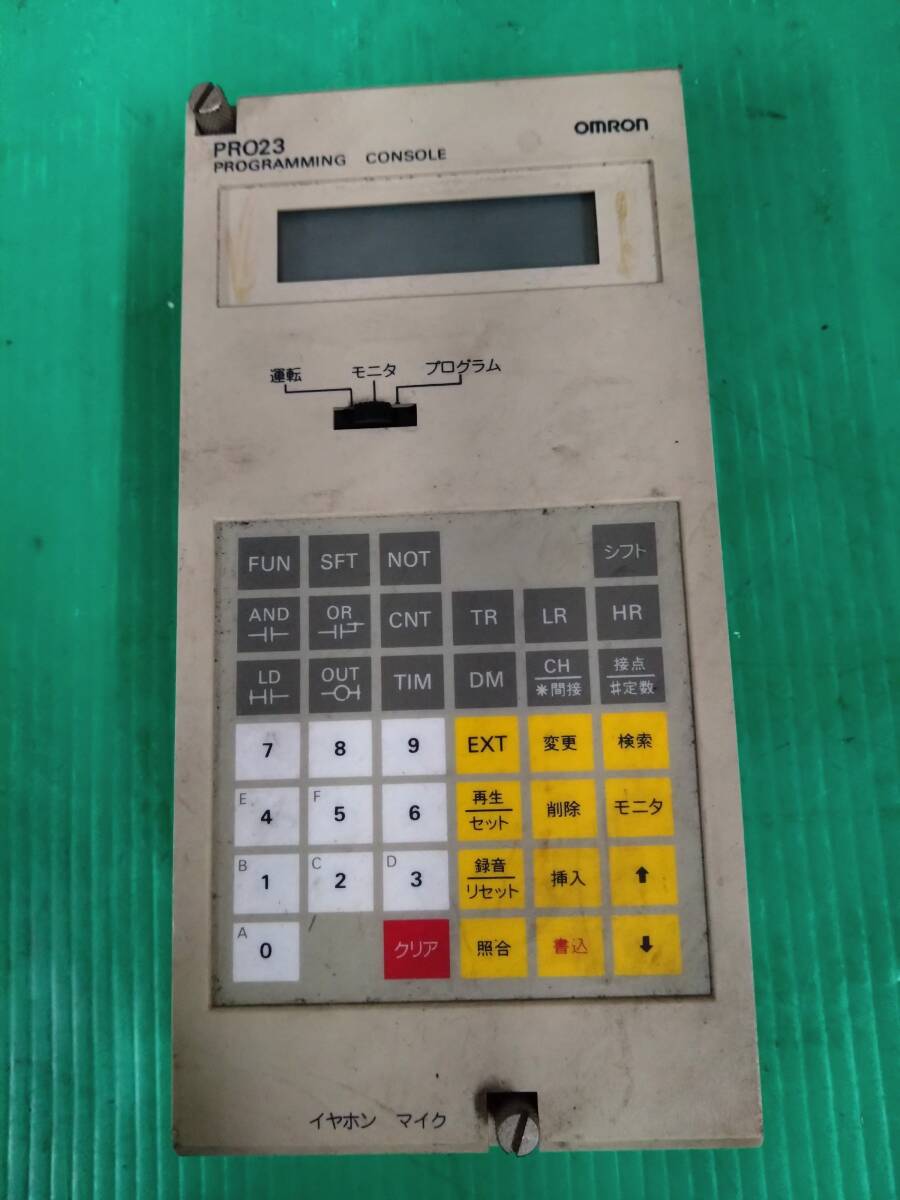 PRO23
OMRON
PROGRAMMING CONSOLE
運転 モニタ プログラム
FUN SFT NOT シフト
AND OR CNT TR LR HR
LD OUT TIM DM CH 接点
*間接 #定数
7 8 9 EXT 変更 検索
E 4 F 5 6 再生 削除 モニタ
セット
B 1 C 2 D 3 録音 挿入 ↑
リセット
A 0 クリア 照合 書込 ↓
イヤホン マイク